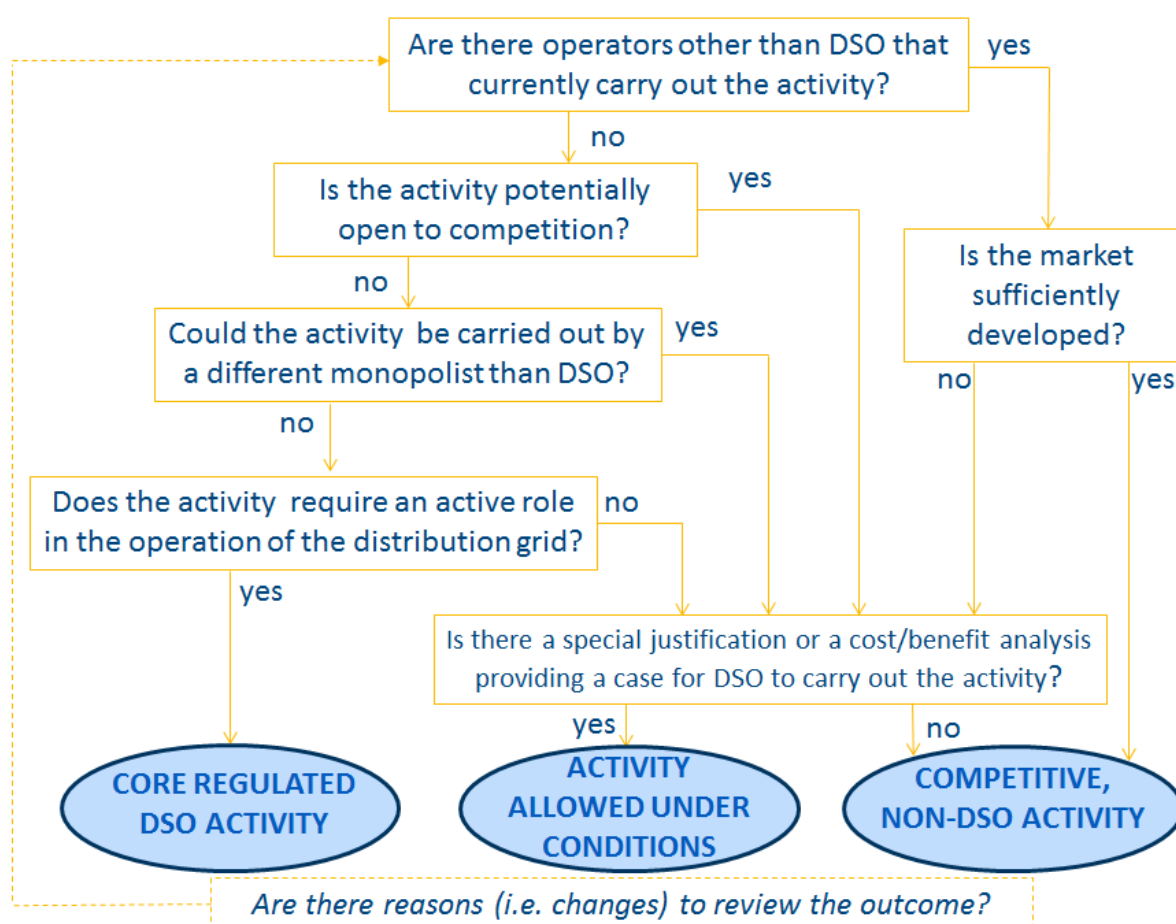 Are there operators other than DSO that
currently carry out the activity?
yes
no
Is the activity potentially
open to competition?
yes
no
Is the market
sufficiently
developed?
Could the activity be carried out by
a different monopolist than DSO?
yes
no
yes
no
Does the activity require an active role
in the operation of the distribution grid?
no
yes
Is there a special justification or a cost/benefit analysis
providing a case for DSO to carry out the activity?
yes
no
CORE REGULATED
DSO ACTIVITY
ACTIVITY
ALLOWED UNDER
CONDITIONS
COMPETITIVE,
NON-DSO ACTIVITY
Are there reasons (i.e. changes) to review the outcome?